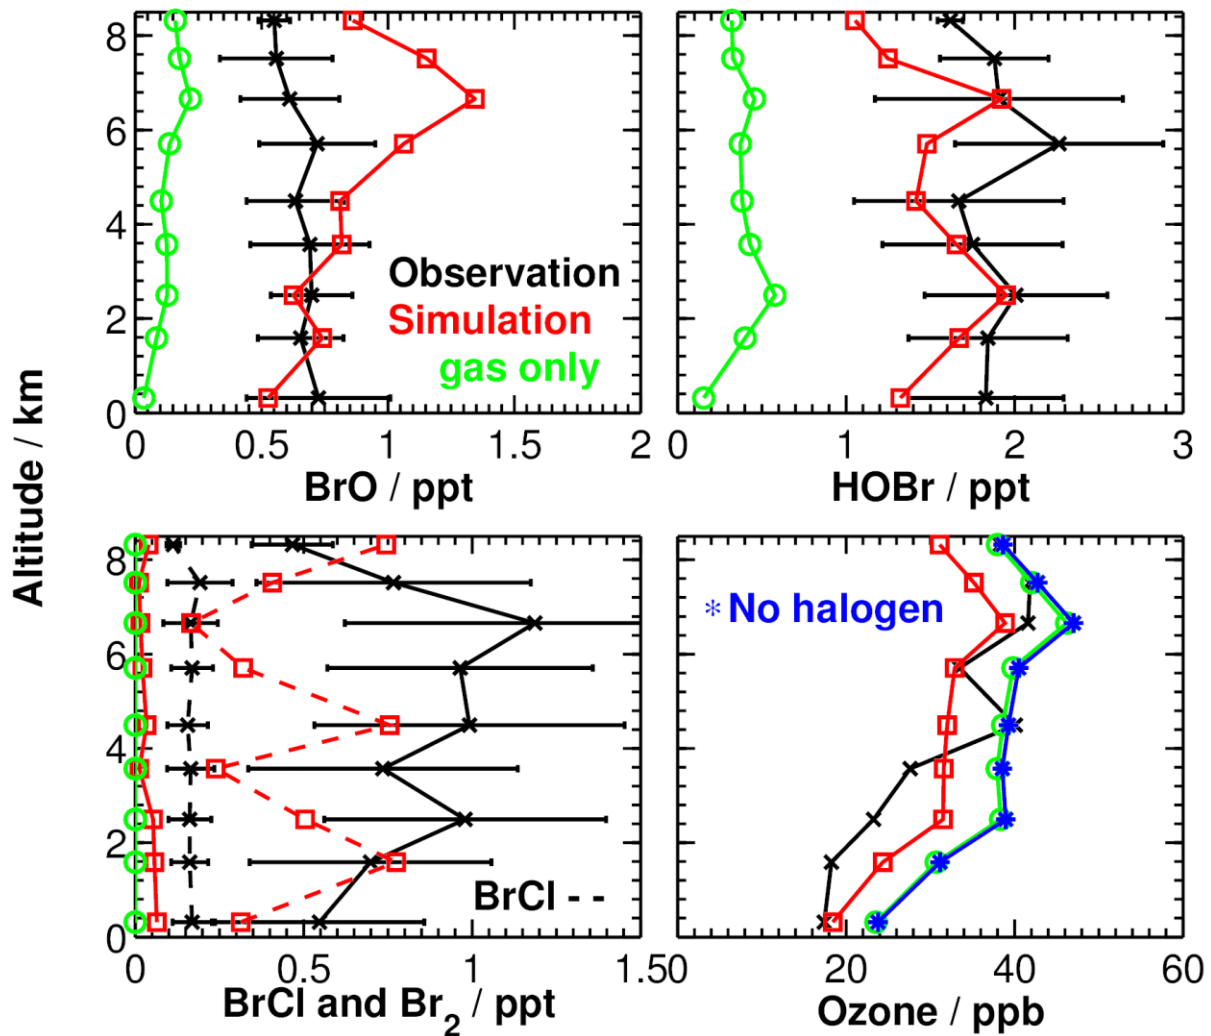 Altitude / km
8
6
4
2
0
Observation
Simulation
gas only
0 0.5 1 1.5 2
BrO / ppt
0 1 2 3
HOBr / ppt
8
6
4
2
0
BrCl - -
0 0.5 1 1.5
BrCl and Br2 / ppt
* No halogen
20 40 60
Ozone / ppb